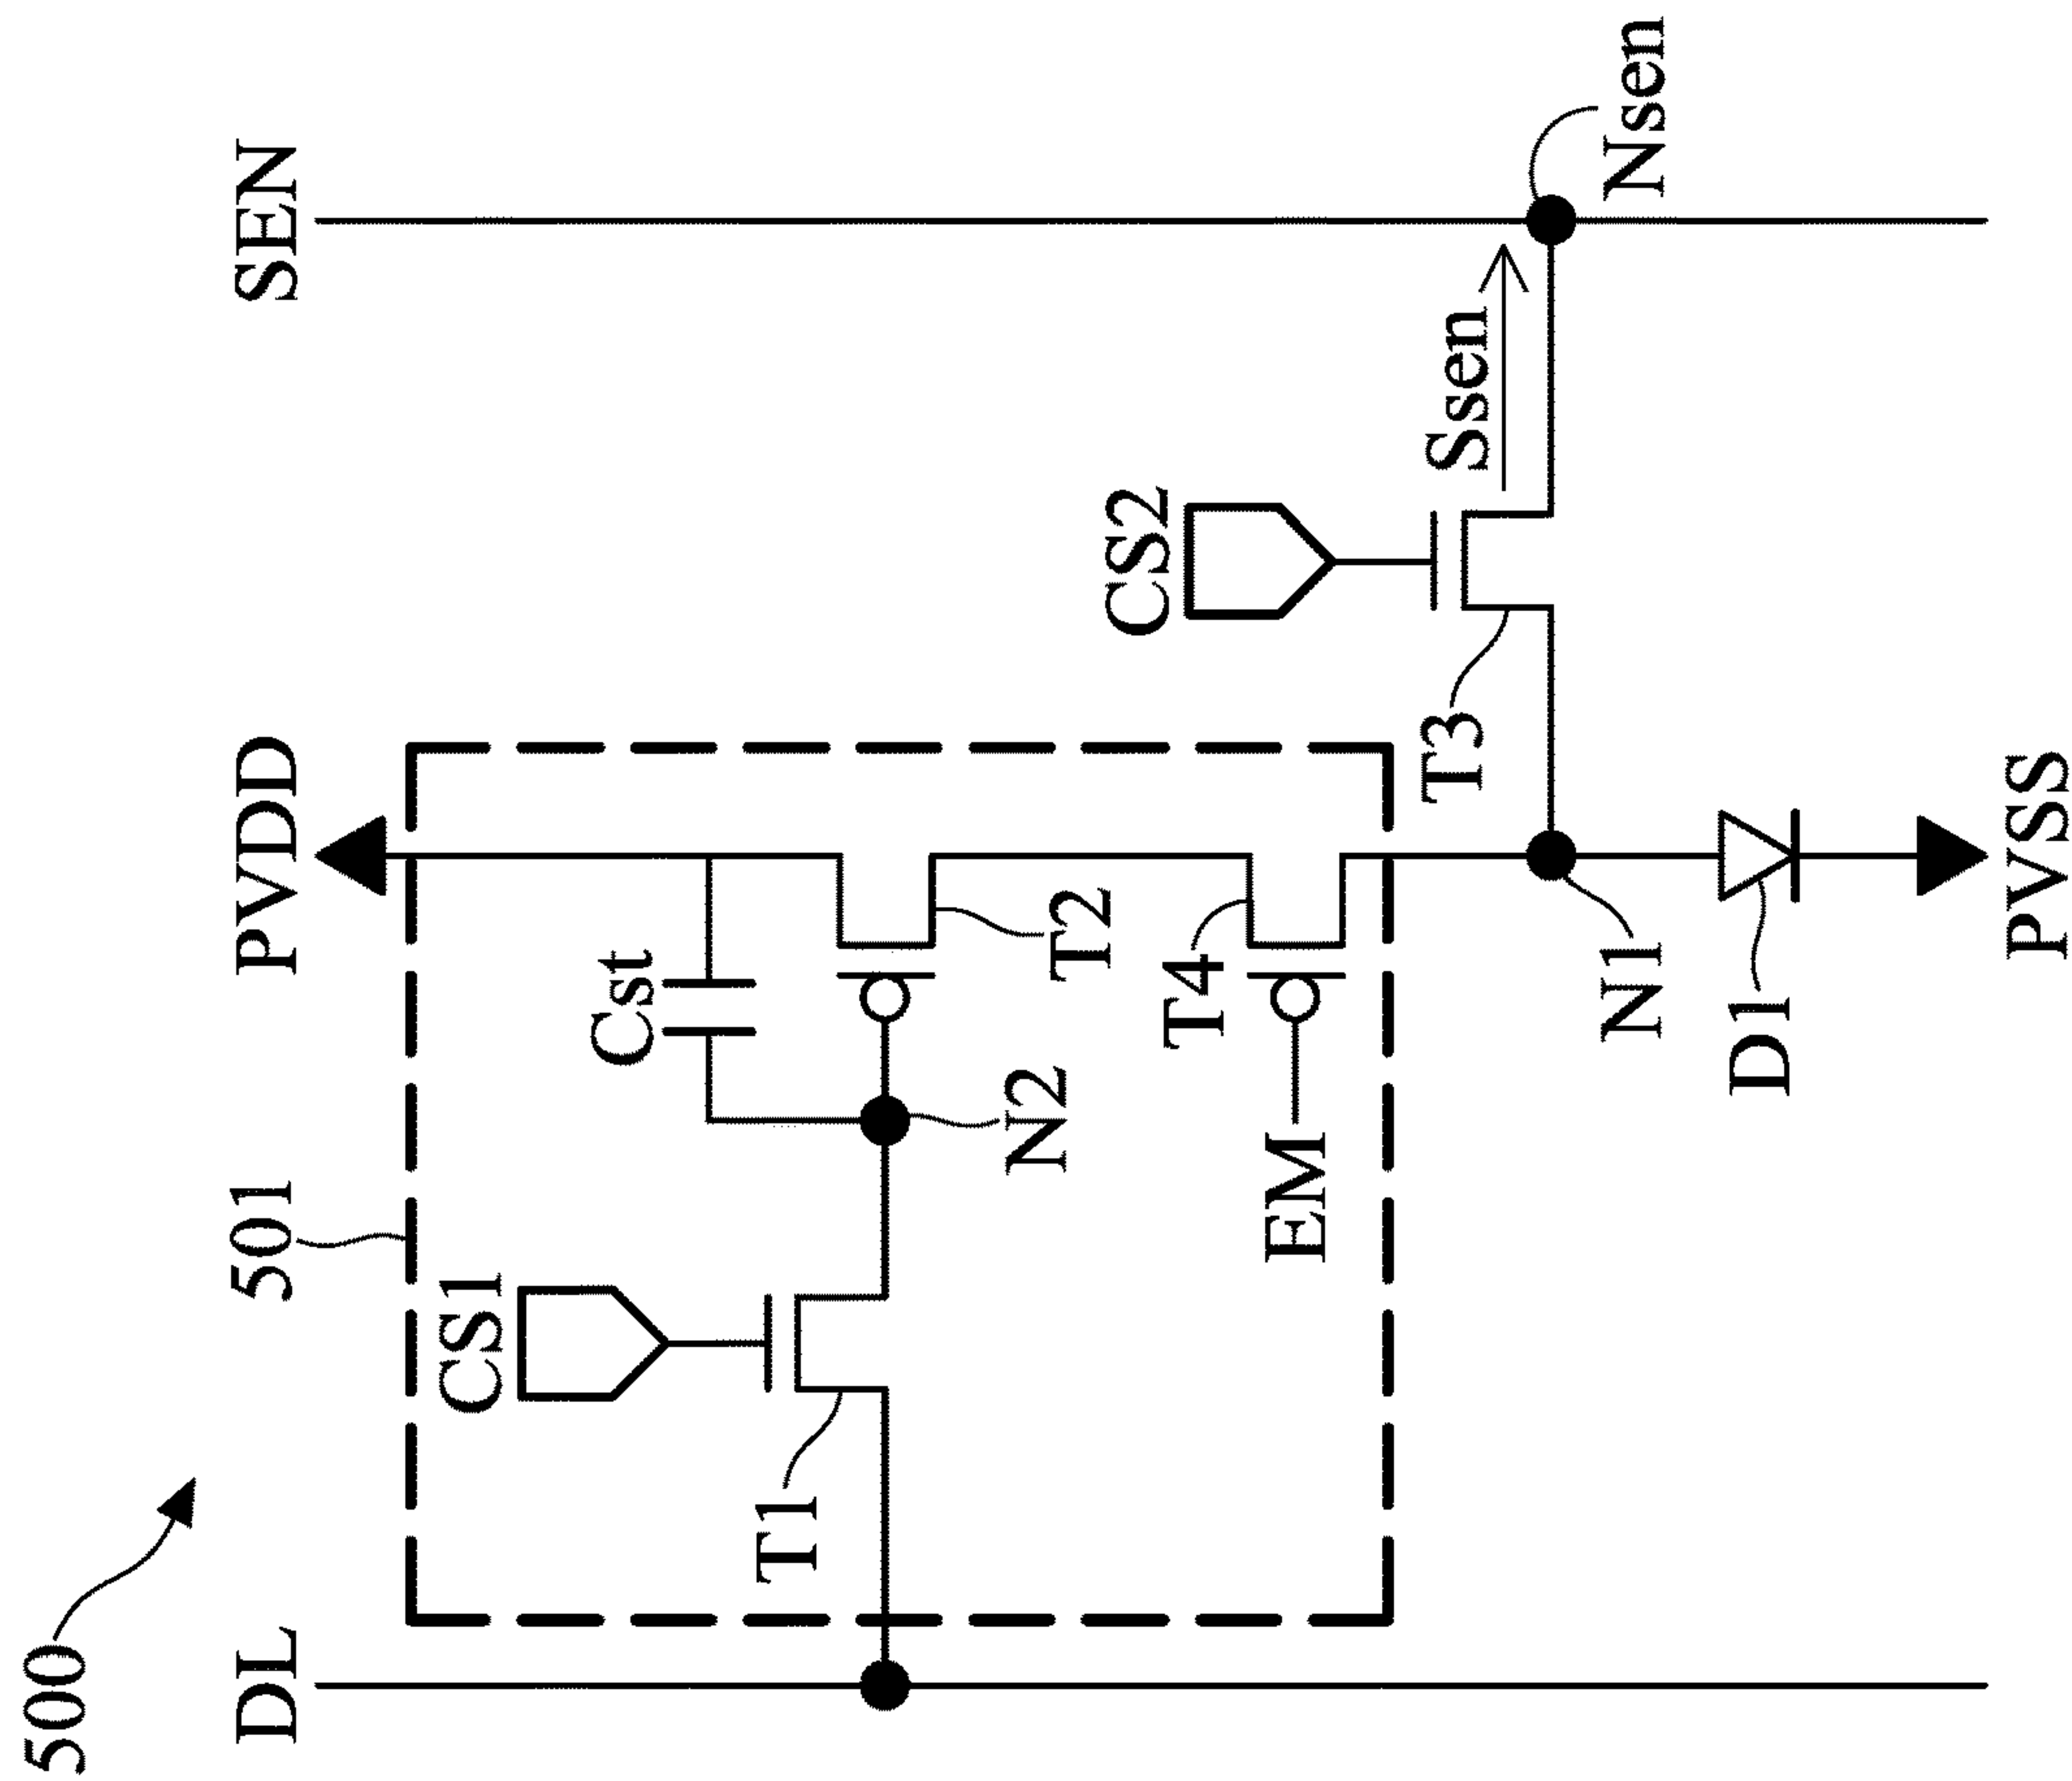 500
DL
PVDD
SEN
501
CS1
Cst
T1
N2
T2
CS2
T4
EM
T3
Ssen
N1
Nsen
D1
PVSS